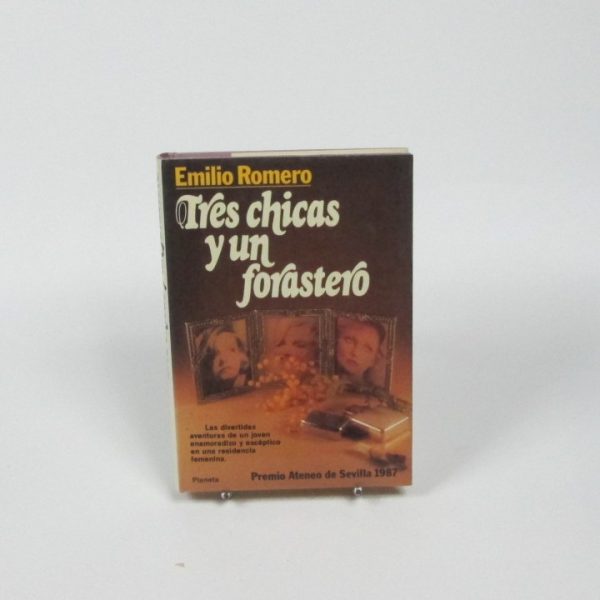 Emilio Romero
Tres chicas
y un
forastero
Las divertidas
aventuras de un joven
enamoradizo y escéptico
en una residencia
femenina.
Premio Ateneo de Sevilla 1987
Planeta